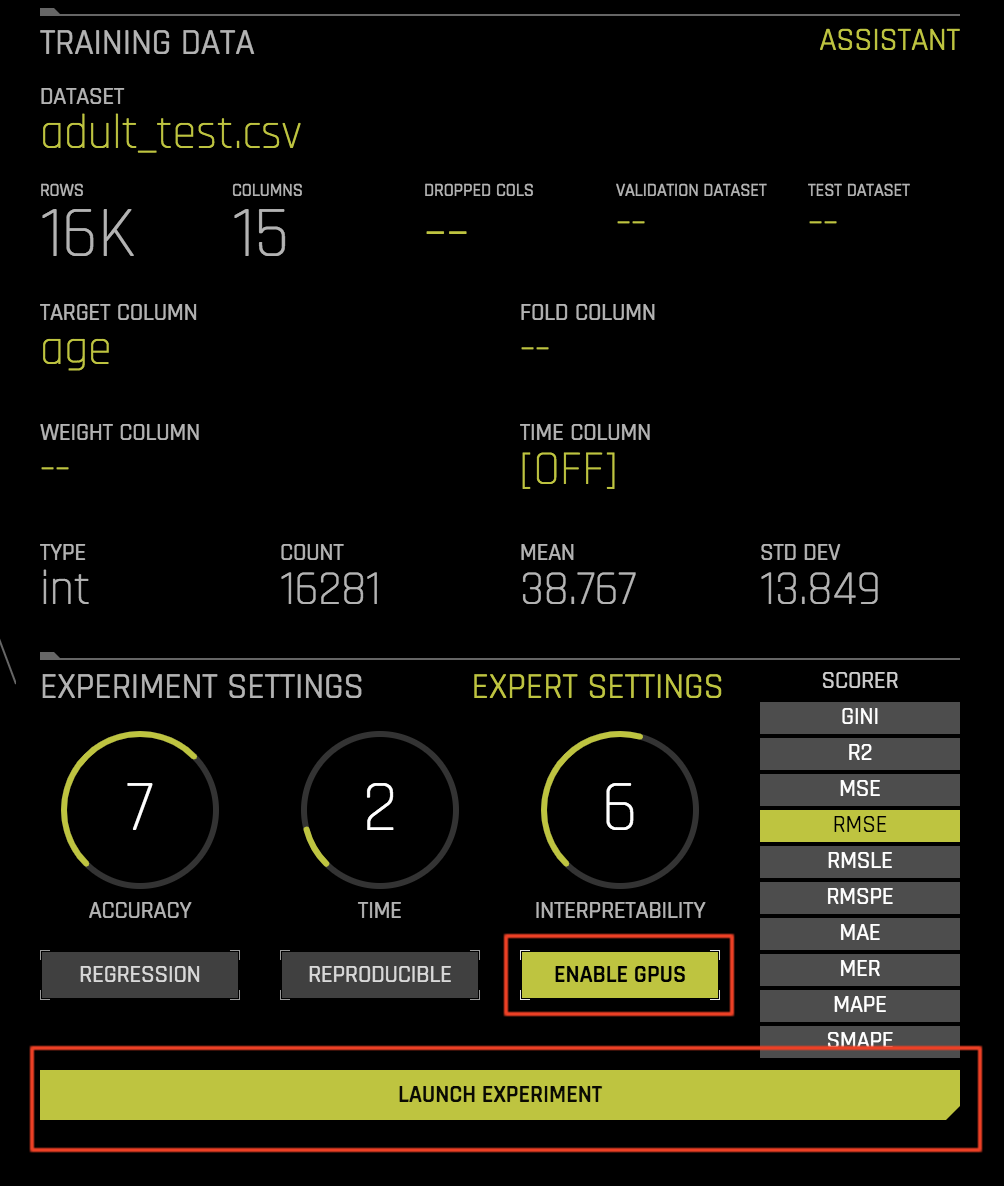 TRAINING DATA
ASSISTANT
DATASET
adult_test.csv
ROWS
COLUMNS
DROPPED COLS
VALIDATION DATASET
TEST DATASET
16K
15
--
--
--
TARGET COLUMN
FOLD COLUMN
age
--
WEIGHT COLUMN
TIME COLUMN
--
[OFF]
TYPE
COUNT
MEAN
STD DEV
int
16281
38.767
13.849
EXPERIMENT SETTINGS
EXPERT SETTINGS
7
2
6
ACCURACY
TIME
INTERPRETABILITY
REGRESSION
REPRODUCIBLE
ENABLE GPUS
SCORER
GINI
R2
MSE
RMSE
RMSLE
RMSPE
MAE
MER
MAPE
SMAPE
LAUNCH EXPERIMENT